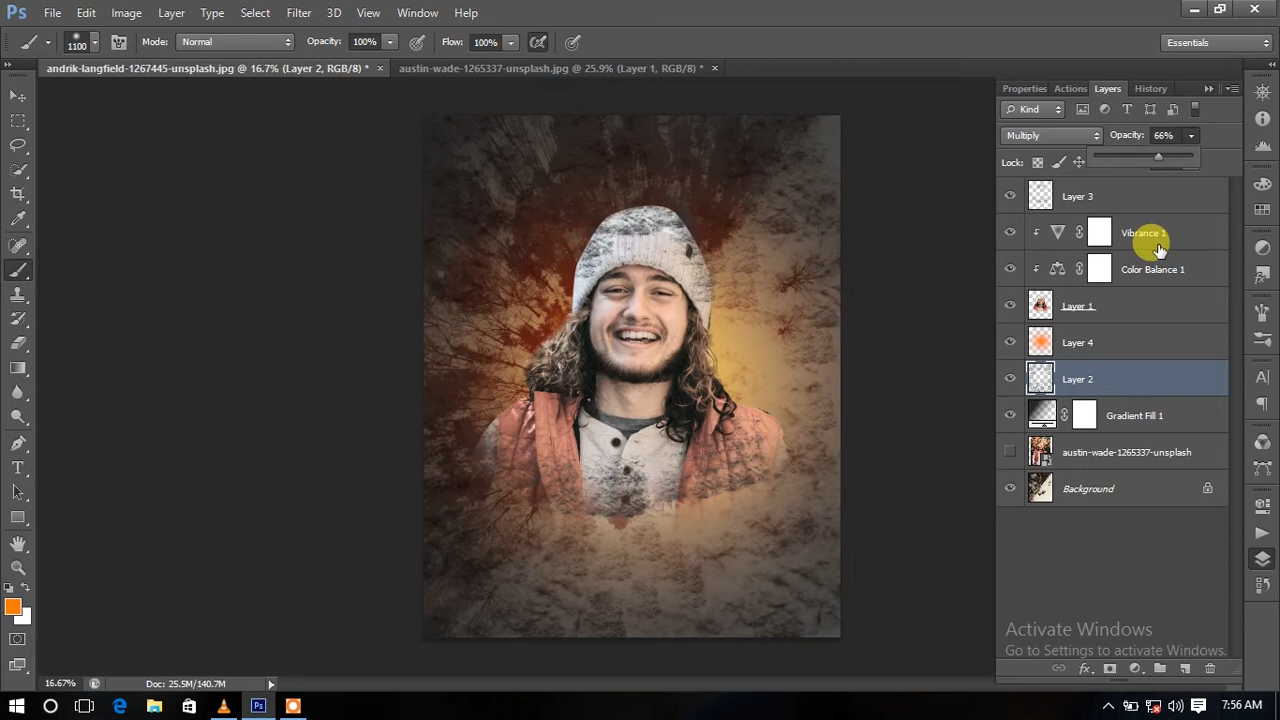 Ps File Edit Image Layer Type Select Filter 3D View Window Help
1100 Mode: Normal Opacity: 100% Flow: 100% Essentials
andrik-langfield-1267445-unsplash.jpg @ 16.7% (Layer 2, RGB/8) * × austin-wade-1265337-unsplash.jpg @ 25.9% (Layer 1, RGB/8) * ×
Properties Actions Layers History
Kind
Multiply Opacity: 66%
Lock:
Layer 3
Vibrance 1
Color Balance 1
Layer 1
Layer 4
Layer 2
Gradient Fill 1
austin-wade-1265337-unsplash
Background
Activate Windows
Go to Settings to activate Windows.
16.67% Doc: 25.5M/140.7M
7:56 AM